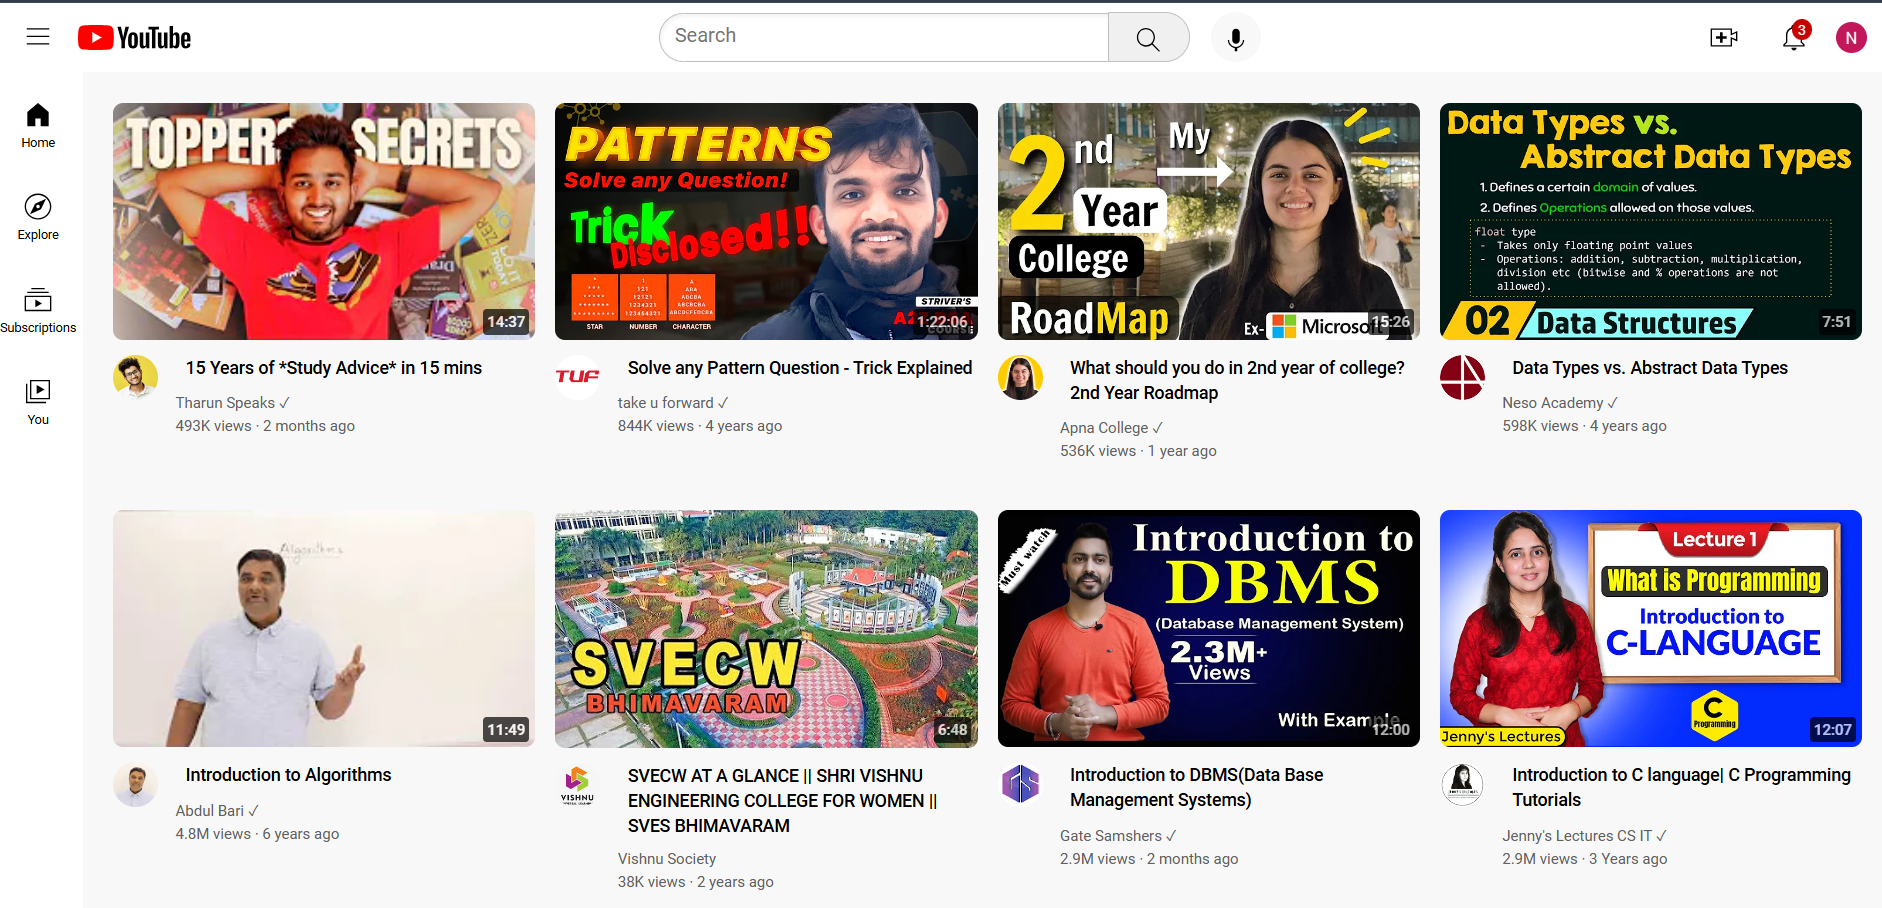 YouTube
Search
3
N
Home
Explore
Subscriptions
You
TOPPERS SECRETS
14:37
PATTERNS
Solve any Question!
Trick
Disclosed!!
STAR
NUMBER
CHARACTER
STRIVER'S
COURSE
1:22:06
2nd
My
Year
College
RoadMap
Ex- Microsoft
15:26
Data Types vs.
Abstract Data Types
1. Defines a certain domain of values.
2. Defines Operations allowed on those values.
float type
- Takes only floating point values
- Operations: addition, subtraction, multiplication,
division etc (bitwise and % operations are not
allowed).
02 Data Structures
7:51
15 Years of *Study Advice* in 15 mins
Tharun Speaks ✓
493K views · 2 months ago
TUF
Solve any Pattern Question - Trick Explained
take u forward ✓
844K views · 4 years ago
What should you do in 2nd year of college?
2nd Year Roadmap
Apna College ✓
536K views · 1 year ago
Data Types vs. Abstract Data Types
Neso Academy ✓
598K views · 4 years ago
Algorithms
11:49
SVECW
BHIMAVARAM
6:48
Must watch
Introduction to
DBMS
(Database Management System)
2.3M+
Views
With Example
12:00
Lecture 1
What is Programming
Introduction to
C-LANGUAGE
C
Programming
Jenny's Lectures
12:07
Introduction to Algorithms
Abdul Bari ✓
4.8M views · 6 years ago
VISHNU
SVECW AT A GLANCE || SHRI VISHNU
ENGINEERING COLLEGE FOR WOMEN ||
SVES BHIMAVARAM
Vishnu Society
38K views · 2 years ago
Introduction to DBMS(Data Base
Management Systems)
Gate Samshers ✓
2.9M views · 2 months ago
Introduction to C language| C Programming
Tutorials
Jenny's Lectures CS IT ✓
2.9M views · 3 Years ago